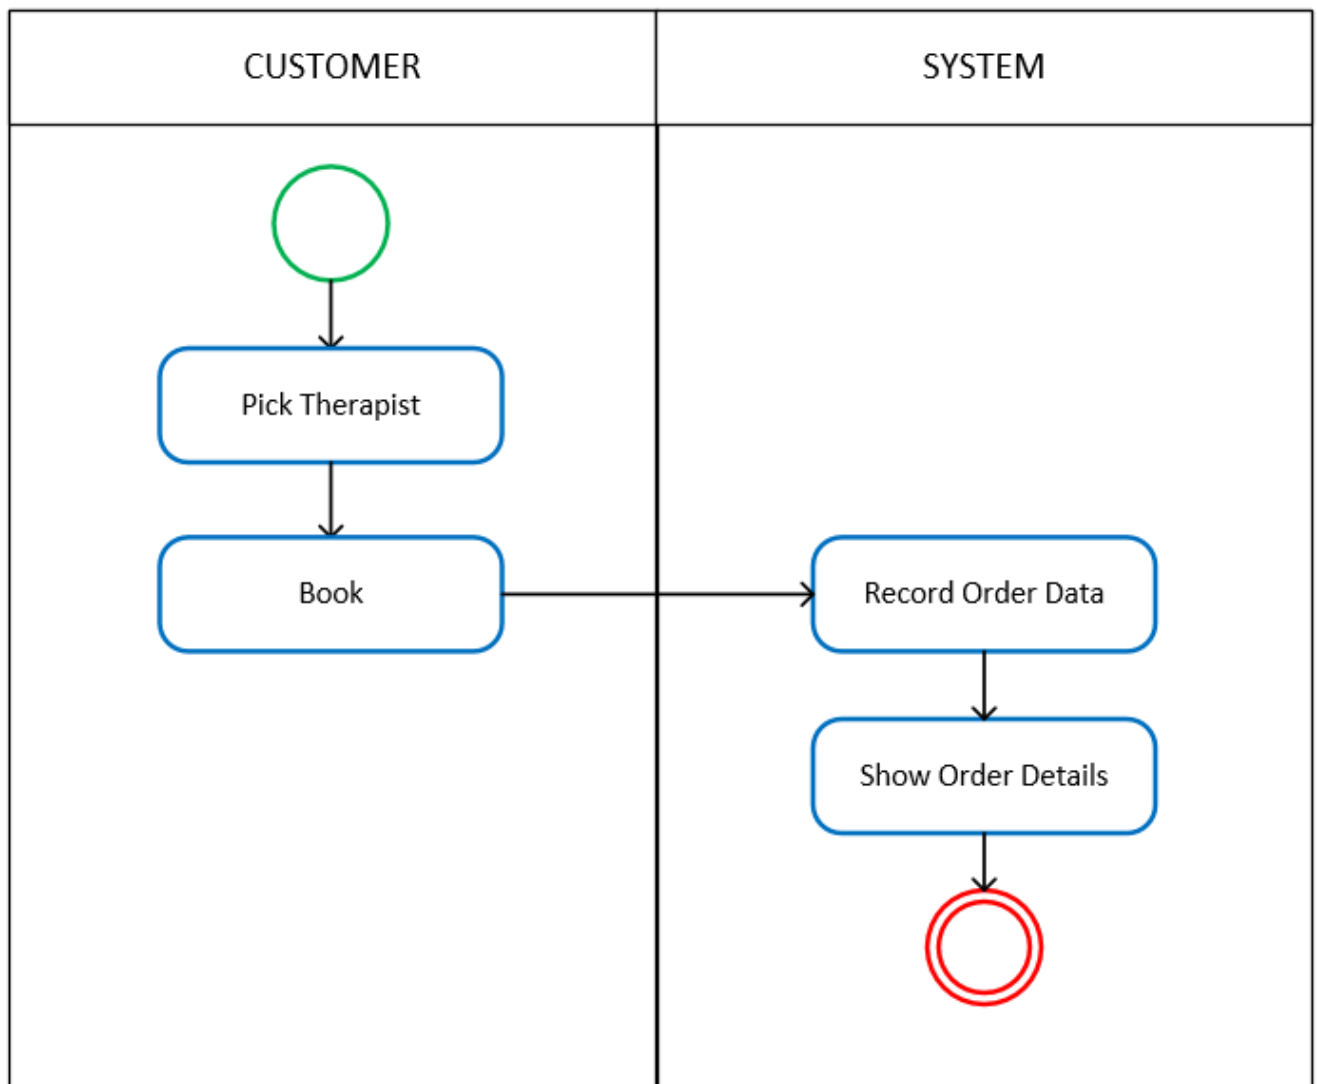 CUSTOMER
SYSTEM
Pick Therapist
Book
Record Order Data
Show Order Details